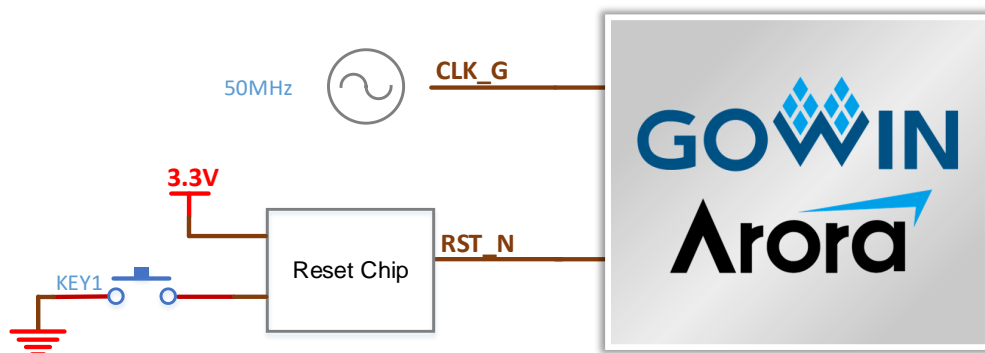 50MHz
CLK_G
GOWIN
Arora
3.3V
Reset Chip
RST_N
KEY1